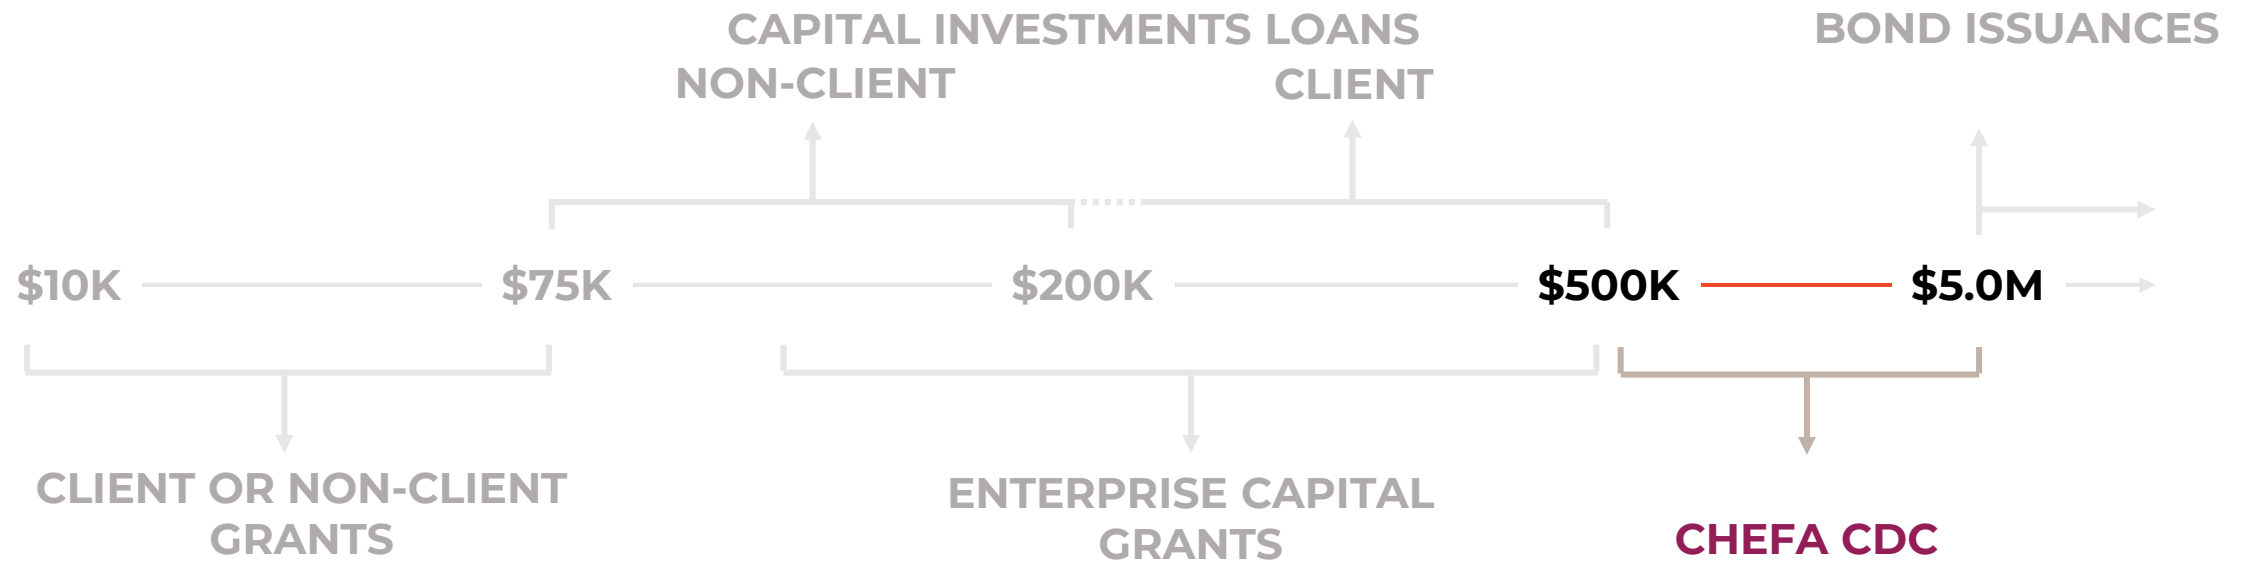 CAPITAL INVESTMENTS LOANS
NON-CLIENT
CLIENT
BOND ISSUANCES
$10K
$75K
$200K
$500K
$5.0M
CLIENT OR NON-CLIENT
GRANTS
ENTERPRISE CAPITAL
GRANTS
CHEFA CDC